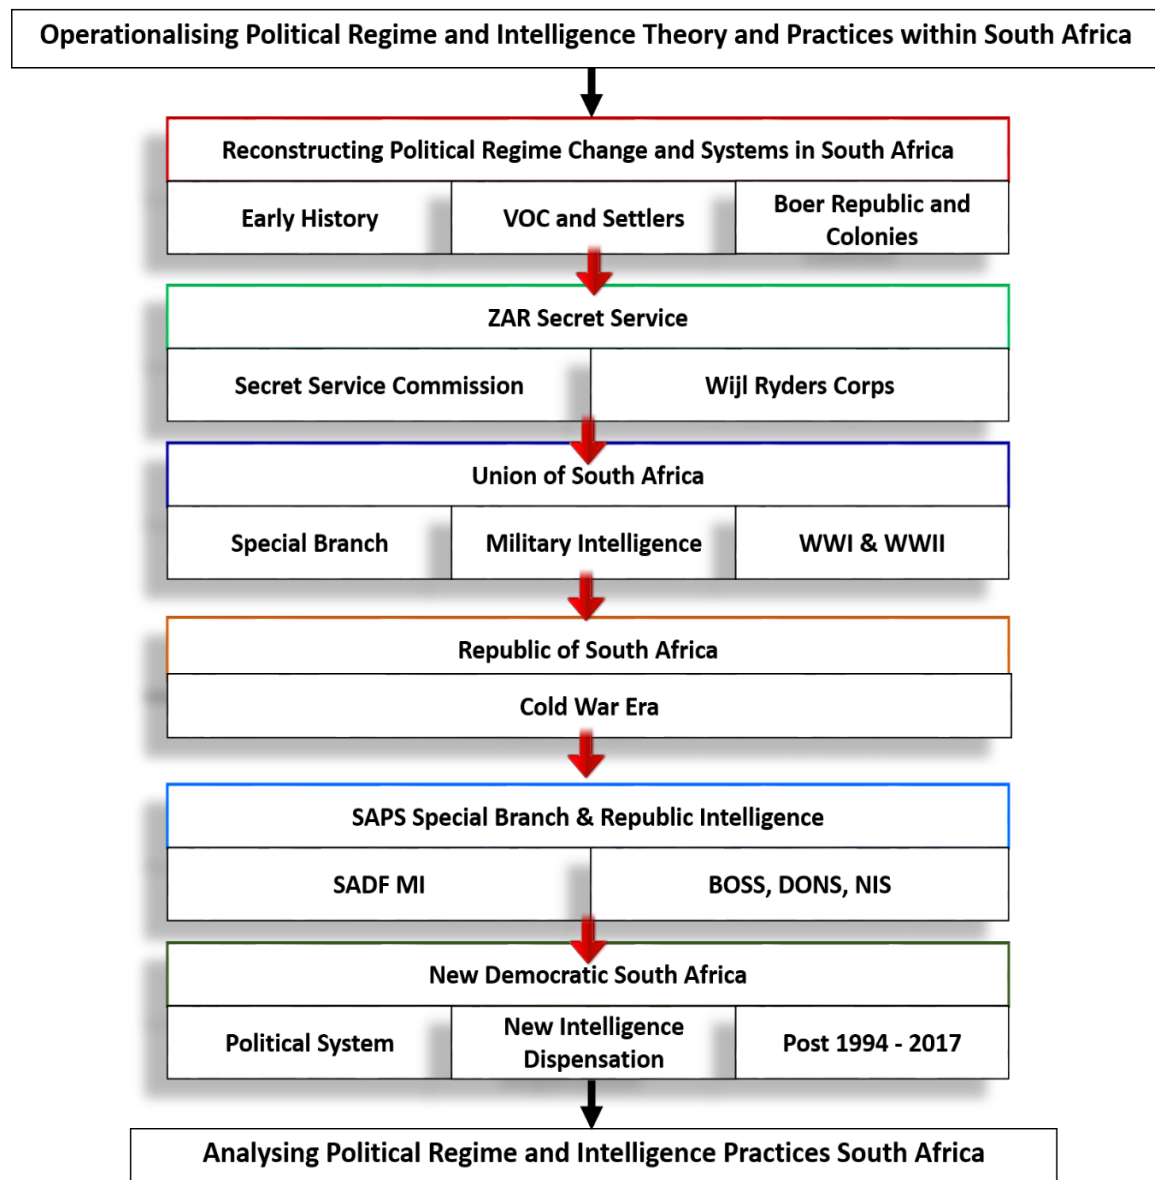 Operationalising Political Regime and Intelligence Theory and Practices within South Africa
Reconstructing Political Regime Change and Systems in South Africa
Early History
VOC and Settlers
Boer Republic and
Colonies
ZAR Secret Service
Secret Service Commission
Wijl Ryders Corps
Union of South Africa
Special Branch
Military Intelligence
WWI & WWII
Republic of South Africa
Cold War Era
SAPS Special Branch & Republic Intelligence
SADF MI
BOSS, DONS, NIS
New Democratic South Africa
Political System
New Intelligence
Dispensation
Post 1994 - 2017
Analysing Political Regime and Intelligence Practices South Africa